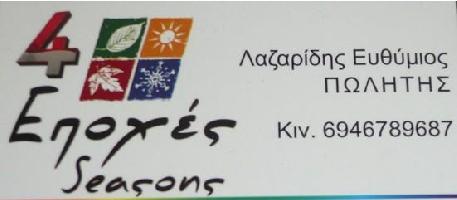 4
Εποχές
Seasons
Λαζαρίδης Ευθύμιος
ΠΩΛΗΤΗΣ
Κιν. 6946789687